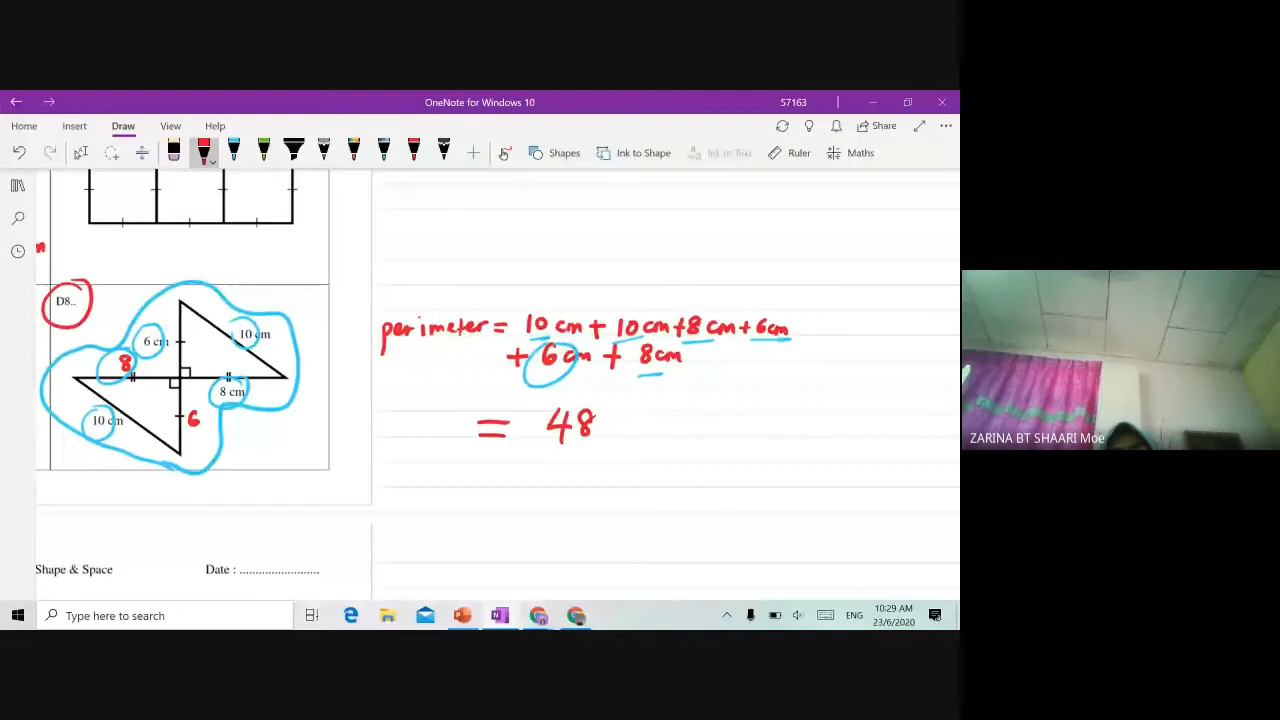 OneNote for Windows 10
57163
Home Insert Draw View Help
Share
Shapes
Ink to Shape
Ink to Text
Ruler
Maths
D8..
6 cm
10 cm
8
8 cm
10 cm
6
perimeter = 10 cm + 10 cm + 8 cm + 6 cm
+ 6 cm + 8 cm
= 48
Shape & Space
Date : ........................
ZARINA BT SHAARI Moe
Type here to search
ENG
10:29 AM
23/6/2020